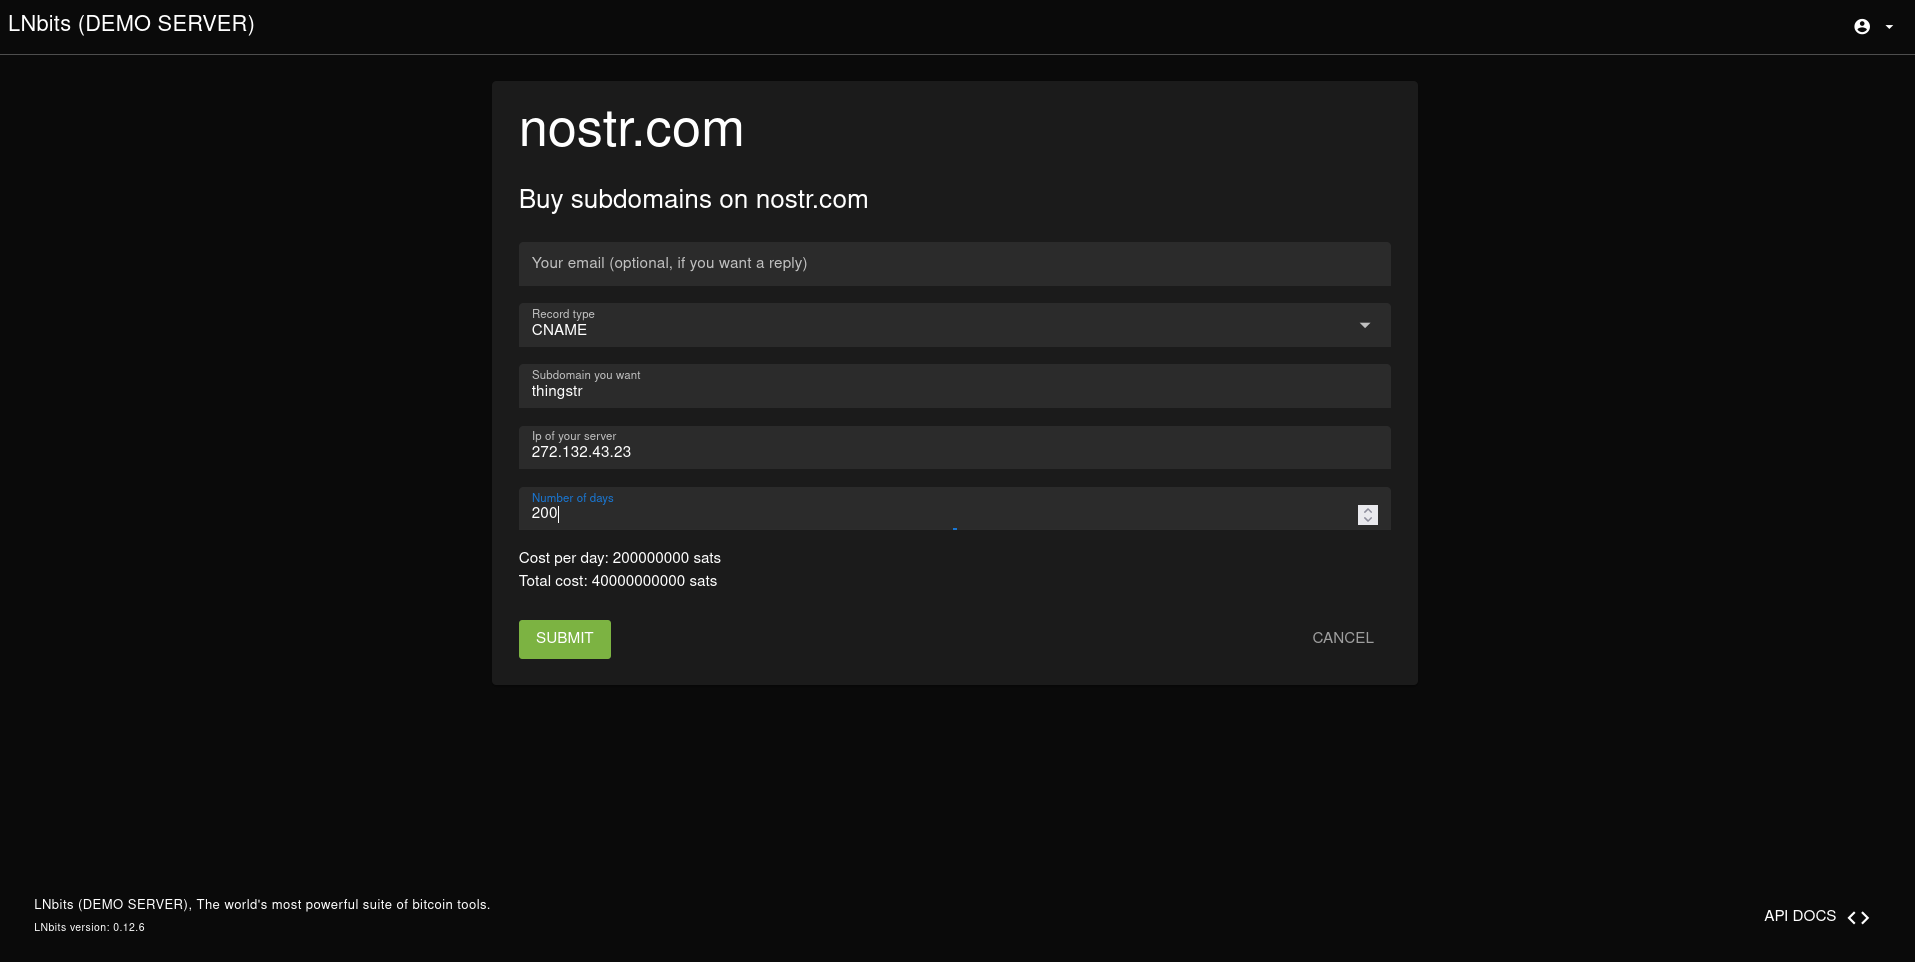 LNbits (DEMO SERVER)
nostr.com
Buy subdomains on nostr.com
Your email (optional, if you want a reply)
Record type
CNAME
Subdomain you want
thingstr
Ip of your server
272.132.43.23
Number of days
200
Cost per day: 200000000 sats
Total cost: 40000000000 sats
SUBMIT
CANCEL
LNbits (DEMO SERVER), The world's most powerful suite of bitcoin tools.
LNbits version: 0.12.6
API DOCS